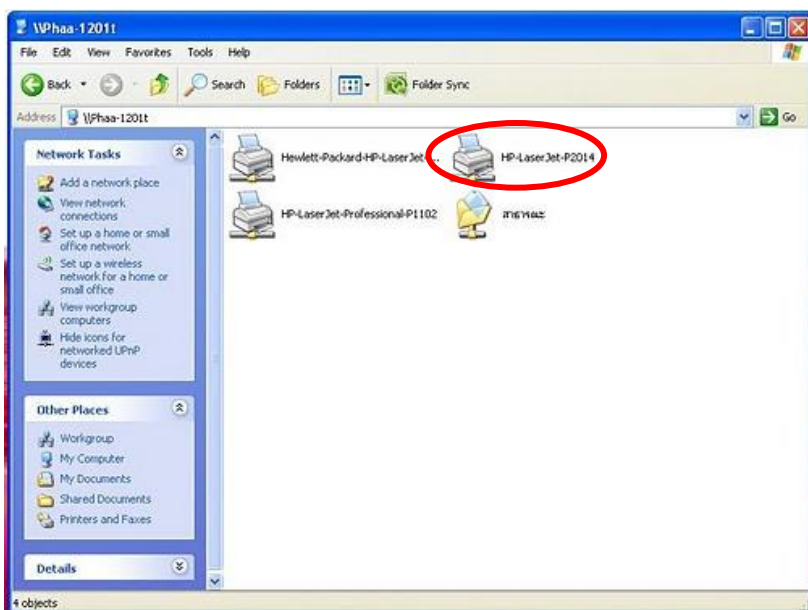 \\Phaa-1201t
File Edit View Favorites Tools Help
Back Search Folders Folder Sync
Address \\Phaa-1201t Go
Network Tasks
Add a network place
View network
connections
Set up a home or small
office network
Set up a wireless
network for a home or
small office
View workgroup
computers
Hide icons for
networked UPnP
devices
Other Places
Workgroup
My Computer
My Documents
Shared Documents
Printers and Faxes
Details
Hewlett-Packard-HP-LaserJet-... HP-LaserJet-P2014
HP-LaserJet-Professional-P1102 สาธารณะ
4 objects